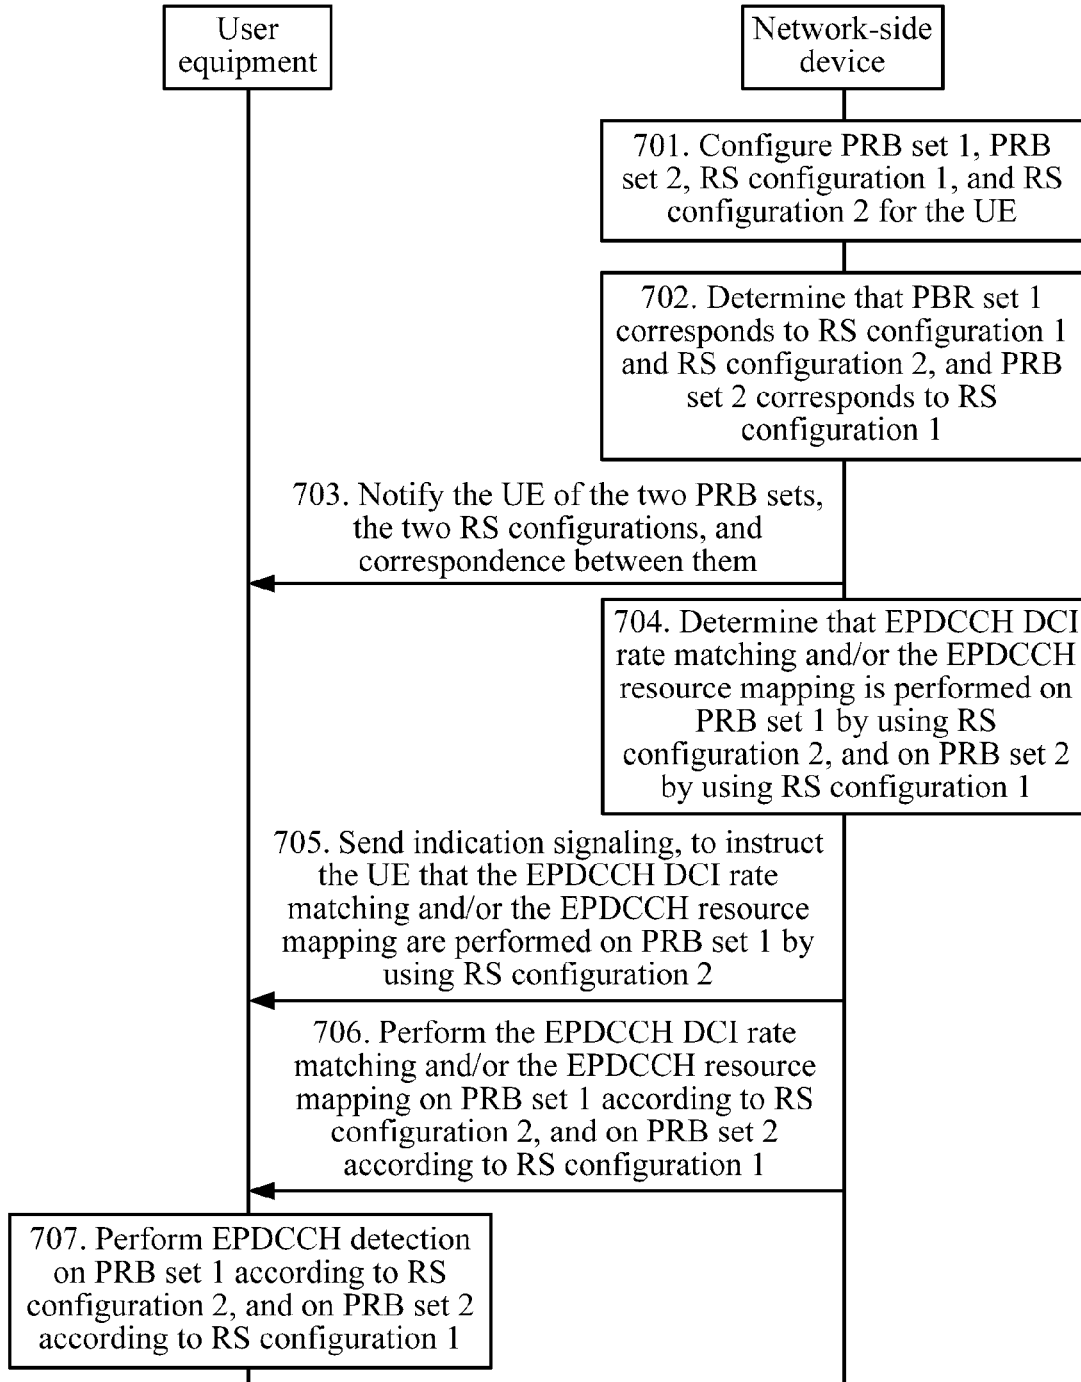 User
equipment
Network-side
device
701. Configure PRB set 1, PRB
set 2, RS configuration 1, and RS
configuration 2 for the UE
702. Determine that PBR set 1
corresponds to RS configuration 1
and RS configuration 2, and PRB
set 2 corresponds to RS
configuration 1
703. Notify the UE of the two PRB sets,
the two RS configurations, and
correspondence between them
704. Determine that EPDCCH DCI
rate matching and/or the EPDCCH
resource mapping is performed on
PRB set 1 by using RS
configuration 2, and on PRB set 2
by using RS configuration 1
705. Send indication signaling, to instruct
the UE that the EPDCCH DCI rate
matching and/or the EPDCCH resource
mapping are performed on PRB set 1 by
using RS configuration 2
706. Perform the EPDCCH DCI rate
matching and/or the EPDCCH resource
mapping on PRB set 1 according to RS
configuration 2, and on PRB set 2
according to RS configuration 1
707. Perform EPDCCH detection
on PRB set 1 according to RS
configuration 2, and on PRB set 2
according to RS configuration 1